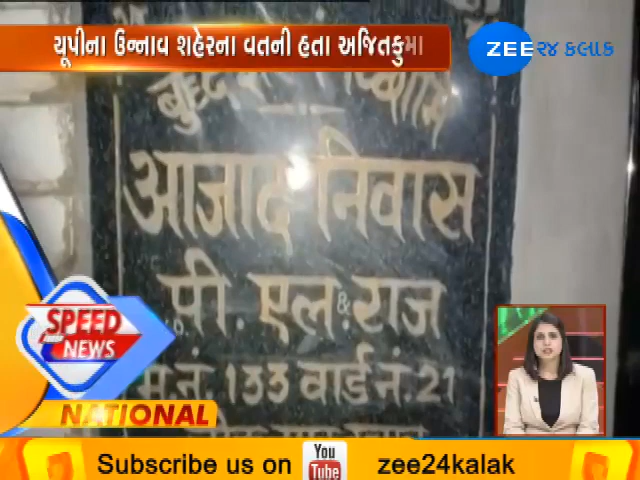 યૂપીના ઉન્નાવ શહેરના વતની હતા અજિતકુમા
ZEE ૨૪ કલાક
आजाद निवास
पी. एल. राज
म.नं. 133 वार्ड नं. 21
SPEED
NEWS
NATIONAL
Subscribe us on You Tube zee24kalak